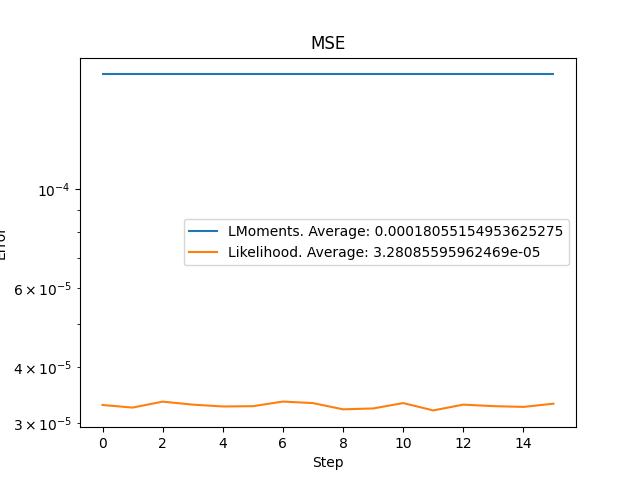 MSE
10⁻⁴
6 × 10⁻⁵
4 × 10⁻⁵
3 × 10⁻⁵
Error
LMoments. Average: 0.00018055154953625275
Likelihood. Average: 3.28085595962469e-05
0 2 4 6 8 10 12 14
Step